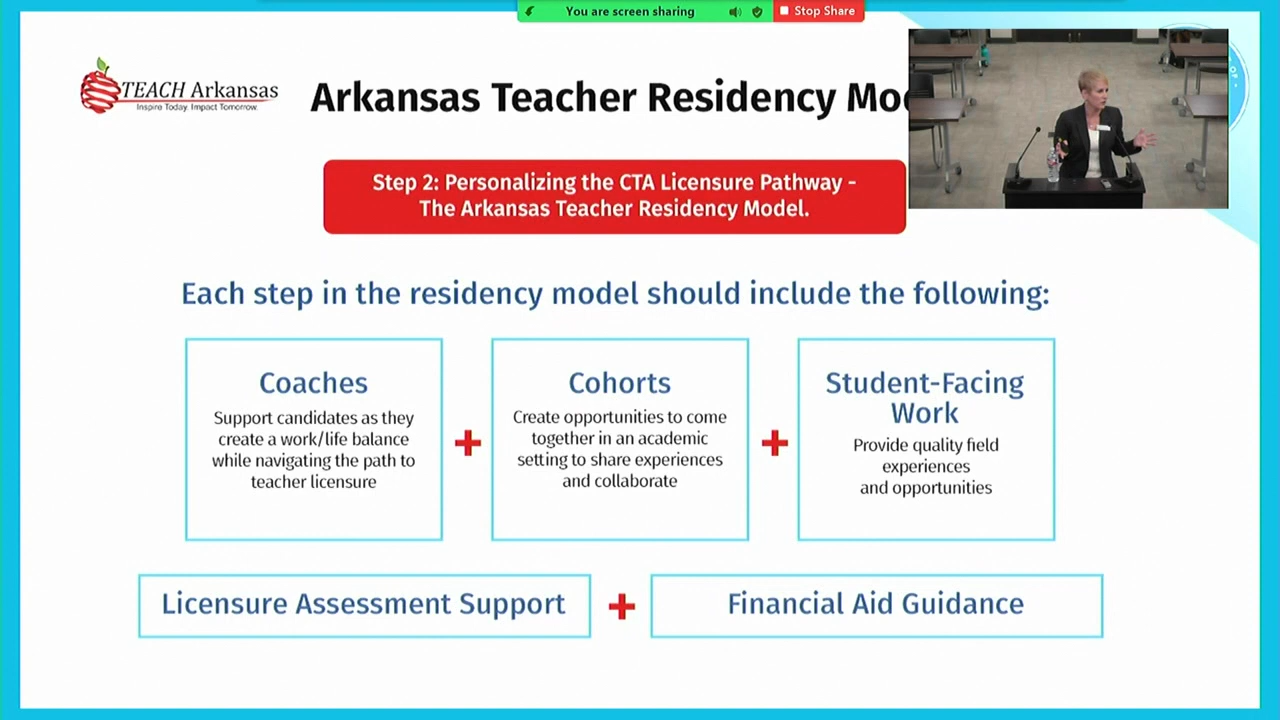 You are screen sharing
Stop Share
TEACH Arkansas
Inspire Today. Impact Tomorrow.
Arkansas Teacher Residency Mo
Step 2: Personalizing the CTA Licensure Pathway -
The Arkansas Teacher Residency Model.
Each step in the residency model should include the following:
Coaches
Support candidates as they
create a work/life balance
while navigating the path to
teacher licensure
Cohorts
Create opportunities to come
together in an academic
setting to share experiences
and collaborate
Student-Facing
Work
Provide quality field
experiences
and opportunities
Licensure Assessment Support
Financial Aid Guidance